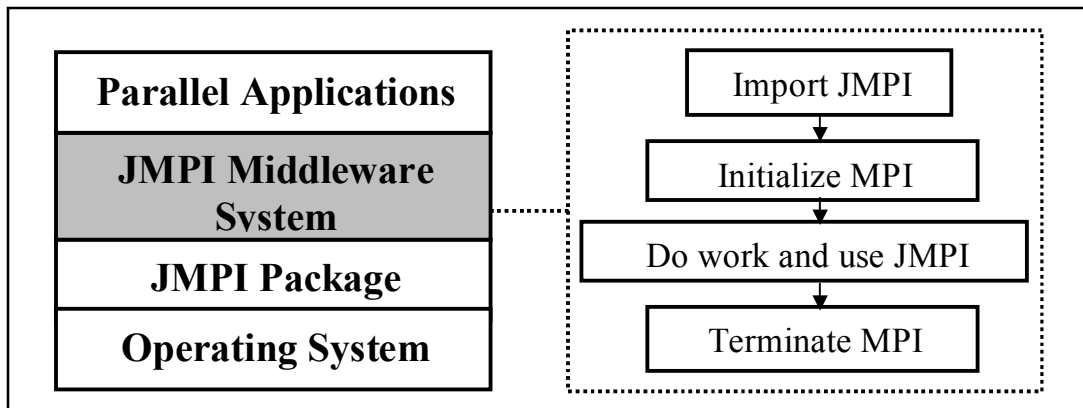 Parallel Applications
JMPI Middleware
System
JMPI Package
Operating System
Import JMPI
Initialize MPI
Do work and use JMPI
Terminate MPI